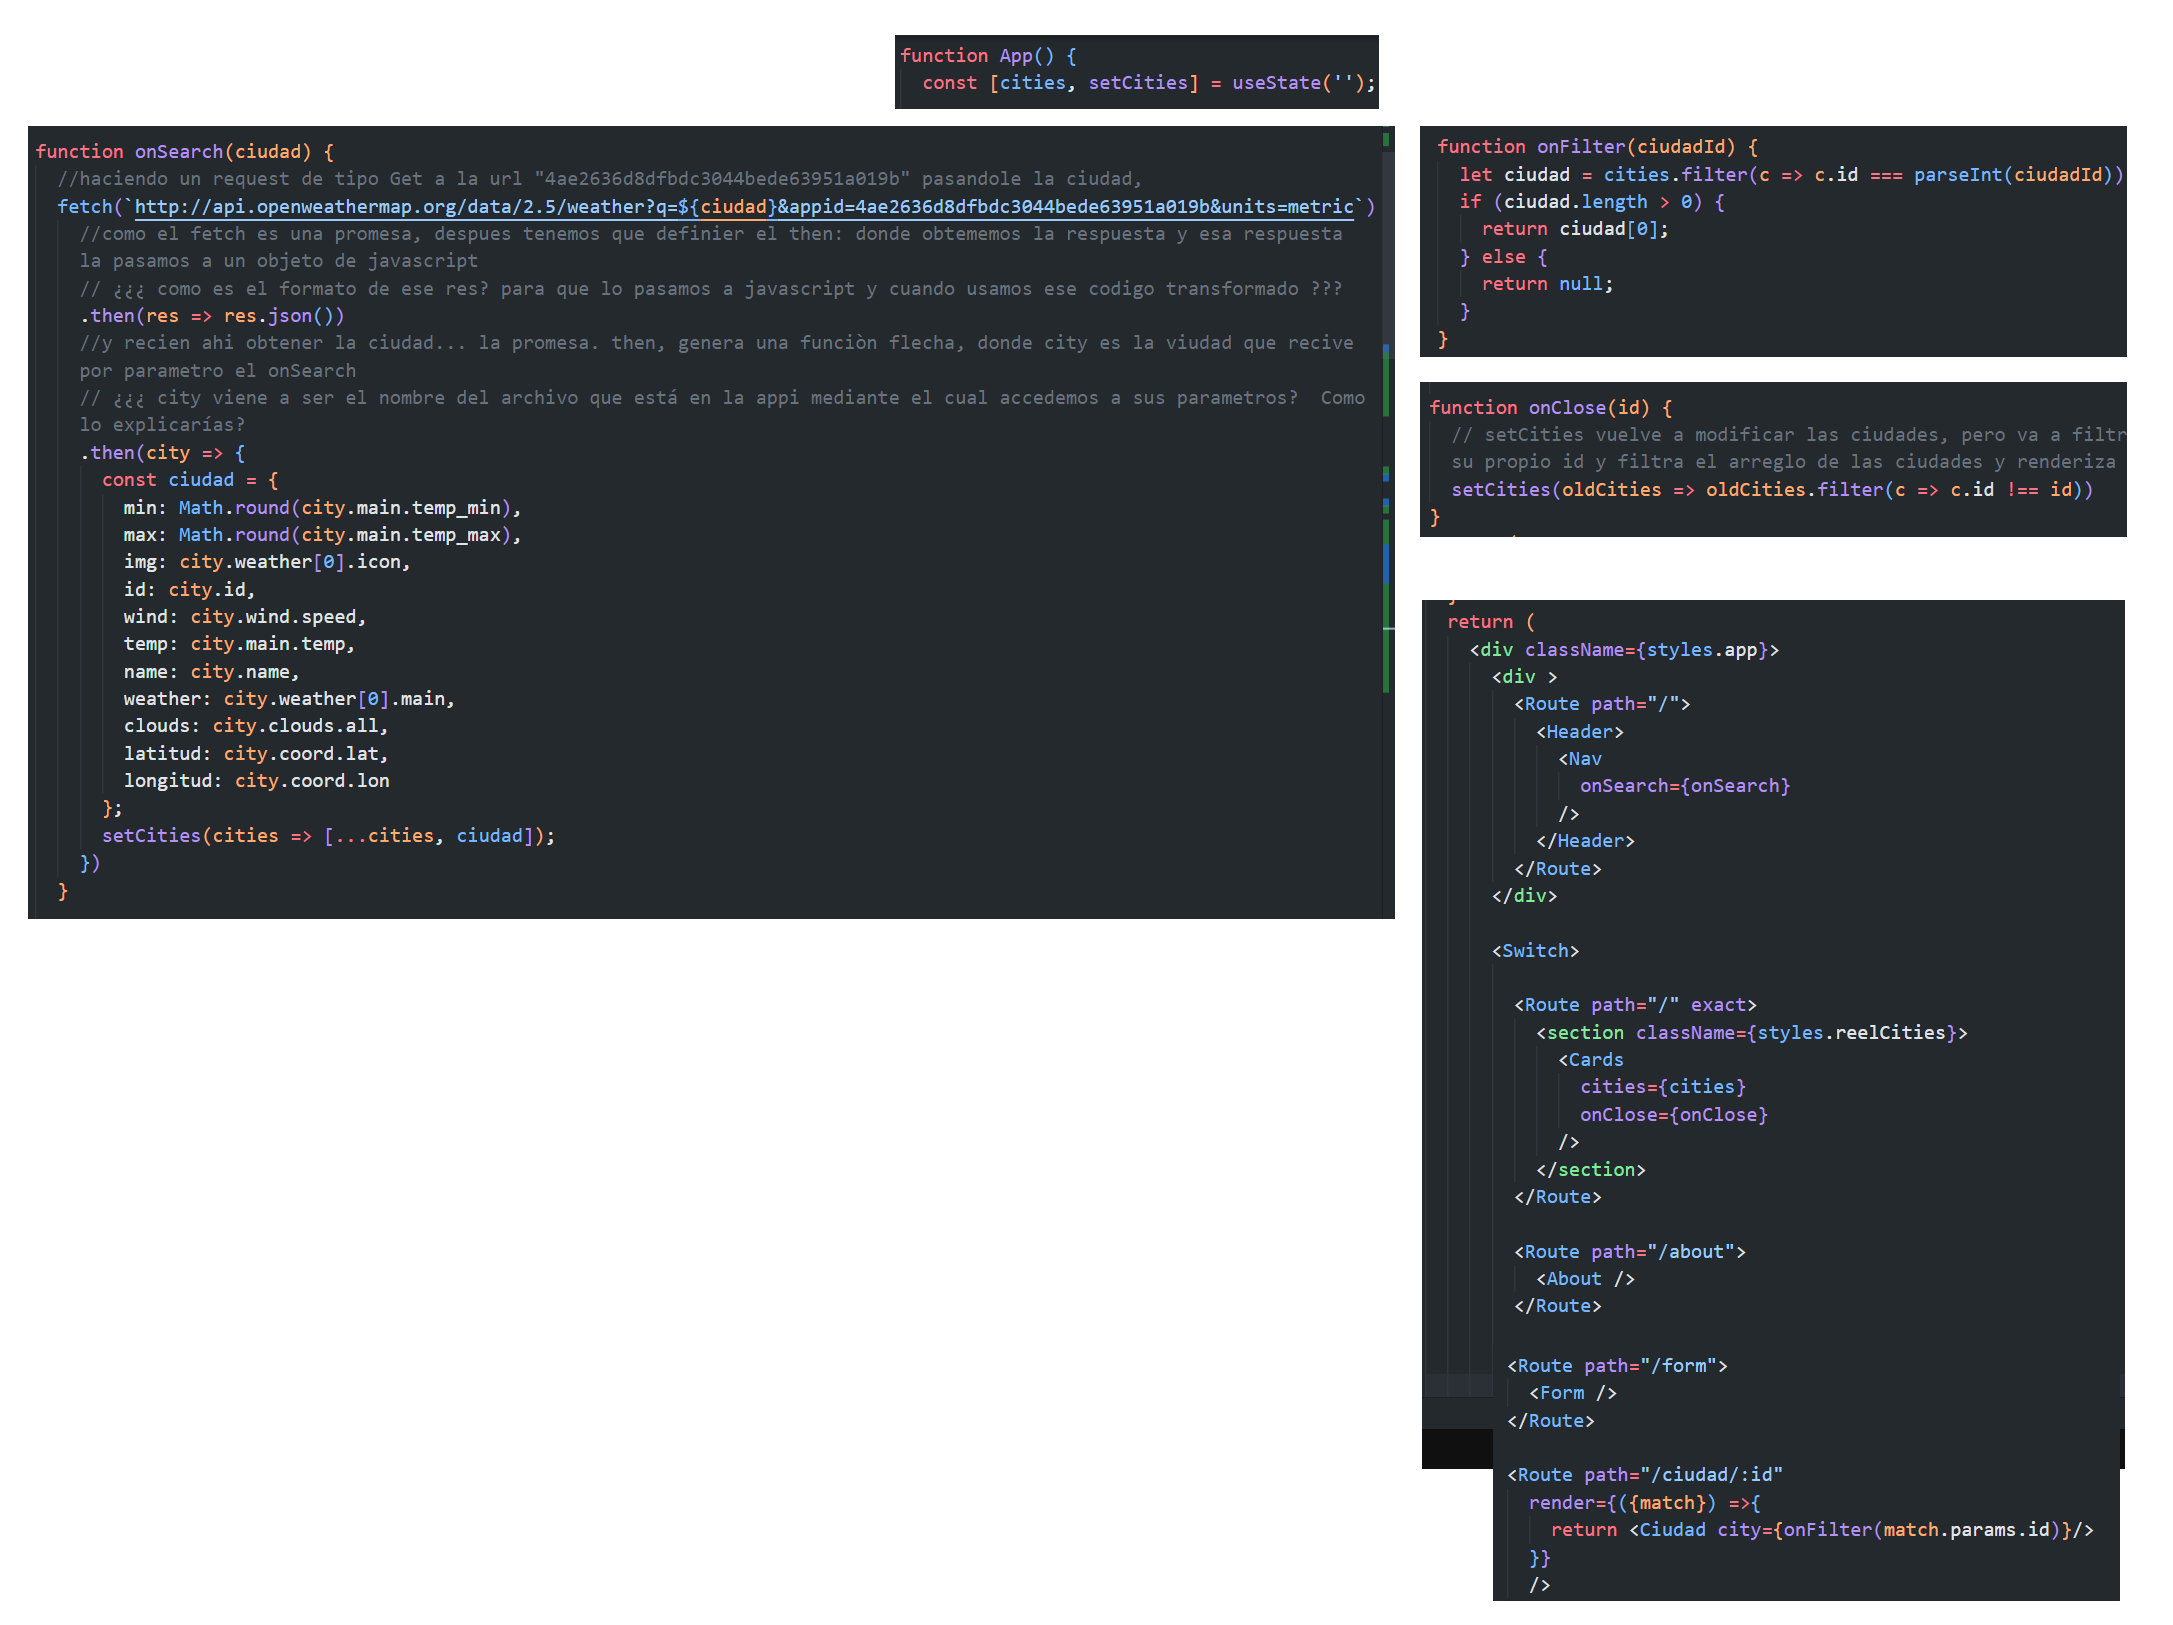 function App() {
const [cities, setCities] = useState('');
function onSearch(ciudad) {
//haciendo un request de tipo Get a la url "4ae2636d8dfbdc3044bede63951a019b" pasandole la ciudad,
fetch(`http://api.openweathermap.org/data/2.5/weather?q=${ciudad}&appid=4ae2636d8dfbdc3044bede63951a019b&units=metric`)
//como el fetch es una promesa, despues tenemos que definier el then: donde obtememos la respuesta y esa respuesta
la pasamos a un objeto de javascript
// ¿¿¿ como es el formato de ese res? para que lo pasamos a javascript y cuando usamos ese codigo transformado ???
.then(res => res.json())
//y recien ahi obtener la ciudad... la promesa. then, genera una funciòn flecha, donde city es la viudad que recive
por parametro el onSearch
// ¿¿¿ city viene a ser el nombre del archivo que está en la appi mediante el cual accedemos a sus parametros?  Como
lo explicarías?
.then(city => {
const ciudad = {
min: Math.round(city.main.temp_min),
max: Math.round(city.main.temp_max),
img: city.weather[0].icon,
id: city.id,
wind: city.wind.speed,
temp: city.main.temp,
name: city.name,
weather: city.weather[0].main,
clouds: city.clouds.all,
latitud: city.coord.lat,
longitud: city.coord.lon
};
setCities(cities => [...cities, ciudad]);
})
}
function onFilter(ciudadId) {
let ciudad = cities.filter(c => c.id === parseInt(ciudadId))
if (ciudad.length > 0) {
return ciudad[0];
} else {
return null;
}
}
function onClose(id) {
// setCities vuelve a modificar las ciudades, pero va a filtr
su propio id y filtra el arreglo de las ciudades y renderiza
setCities(oldCities => oldCities.filter(c => c.id !== id))
}
return (
<div className={styles.app}>
<div >
<Route path="/">
<Header>
<Nav
onSearch={onSearch}
/>
</Header>
</Route>
</div>
<Switch>
<Route path="/" exact>
<section className={styles.reelCities}>
<Cards
cities={cities}
onClose={onClose}
/>
</section>
</Route>
<Route path="/about">
<About />
</Route>
<Route path="/form">
<Form />
</Route>
<Route path="/ciudad/:id"
render={({match}) =>{
return <Ciudad city={onFilter(match.params.id)}/>
}}
/>